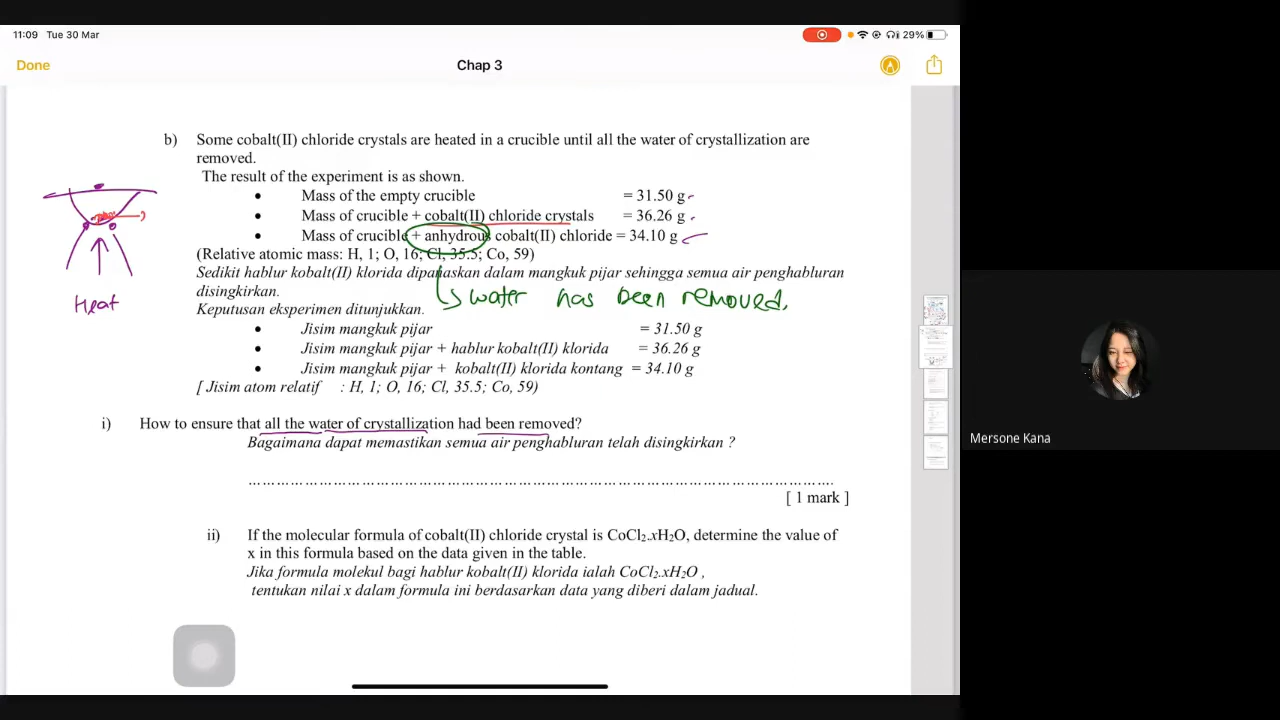 11:09 Tue 30 Mar
29%
Done
Chap 3
b) Some cobalt(II) chloride crystals are heated in a crucible until all the water of crystallization are
removed.
The result of the experiment is as shown.
• Mass of the empty crucible = 31.50 g
• Mass of crucible + cobalt(II) chloride crystals = 36.26 g
• Mass of crucible + anhydrous cobalt(II) chloride = 34.10 g
(Relative atomic mass: H, 1; O, 16; Cl, 35.5; Co, 59)
Sedikit hablur kobalt(II) klorida dipanaskan dalam mangkuk pijar sehingga semua air penghabluran
disingkirkan.
water has been removed.
Heat
Keputusan eksperimen ditunjukkan.
• Jisim mangkuk pijar = 31.50 g
• Jisim mangkuk pijar + hablur kobalt(II) klorida = 36.26 g
• Jisim mangkuk pijar + kobalt(II) klorida kontang = 34.10 g
[ Jisim atom relatif : H, 1; O, 16; Cl, 35.5; Co, 59)
i) How to ensure that all the water of crystallization had been removed?
Bagaimana dapat memastikan semua air penghabluran telah disingkirkan ?
[ 1 mark ]
ii) If the molecular formula of cobalt(II) chloride crystal is CoCl₂.xH₂O, determine the value of
x in this formula based on the data given in the table.
Jika formula molekul bagi hablur kobalt(II) klorida ialah CoCl₂.xH₂O ,
tentukan nilai x dalam formula ini berdasarkan data yang diberi dalam jadual.
Mersone Kana